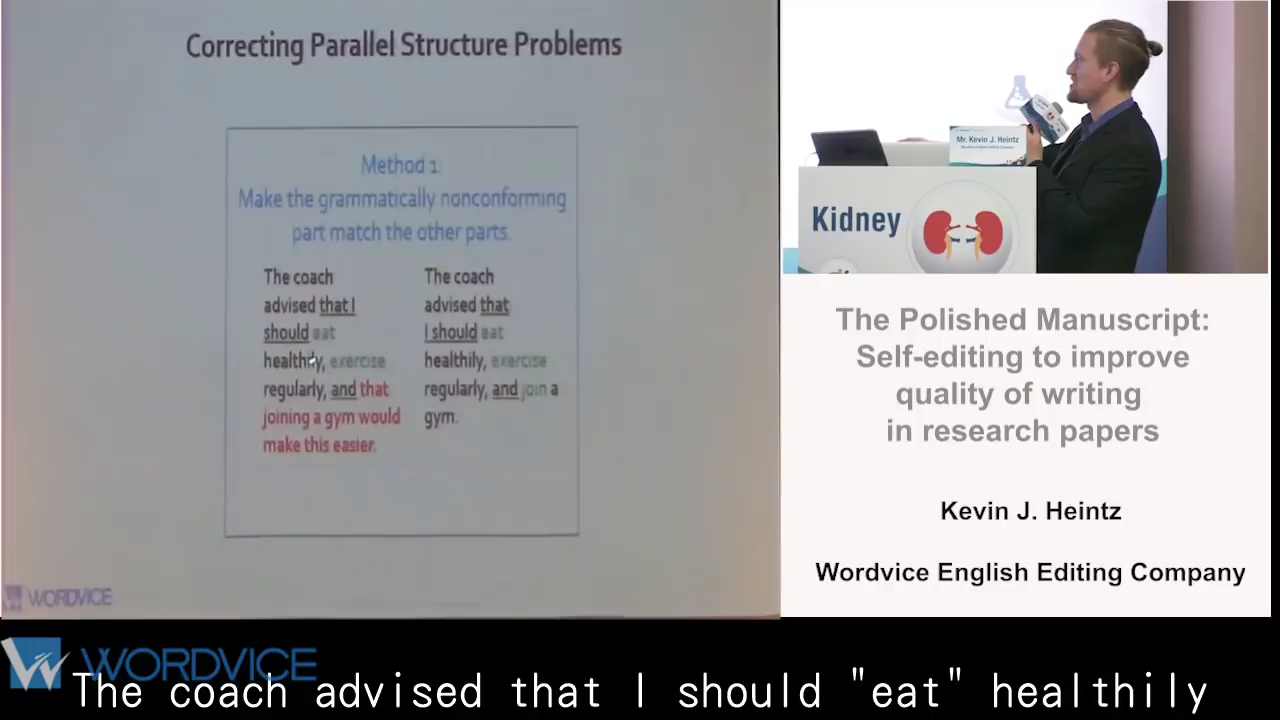 Correcting Parallel Structure Problems
Method 1:
Make the grammatically nonconforming
part match the other parts.
The coach
advised that I
should eat
healthily, exercise
regularly, and that
joining a gym would
make this easier.
The coach
advised that
I should eat
healthily, exercise
regularly, and join a
gym.
WORDVICE
Mr. Kevin J. Heintz
Kidney
The Polished Manuscript:
Self-editing to improve
quality of writing
in research papers
Kevin J. Heintz
Wordvice English Editing Company
WORDVICE
The coach advised that I should "eat" healthily